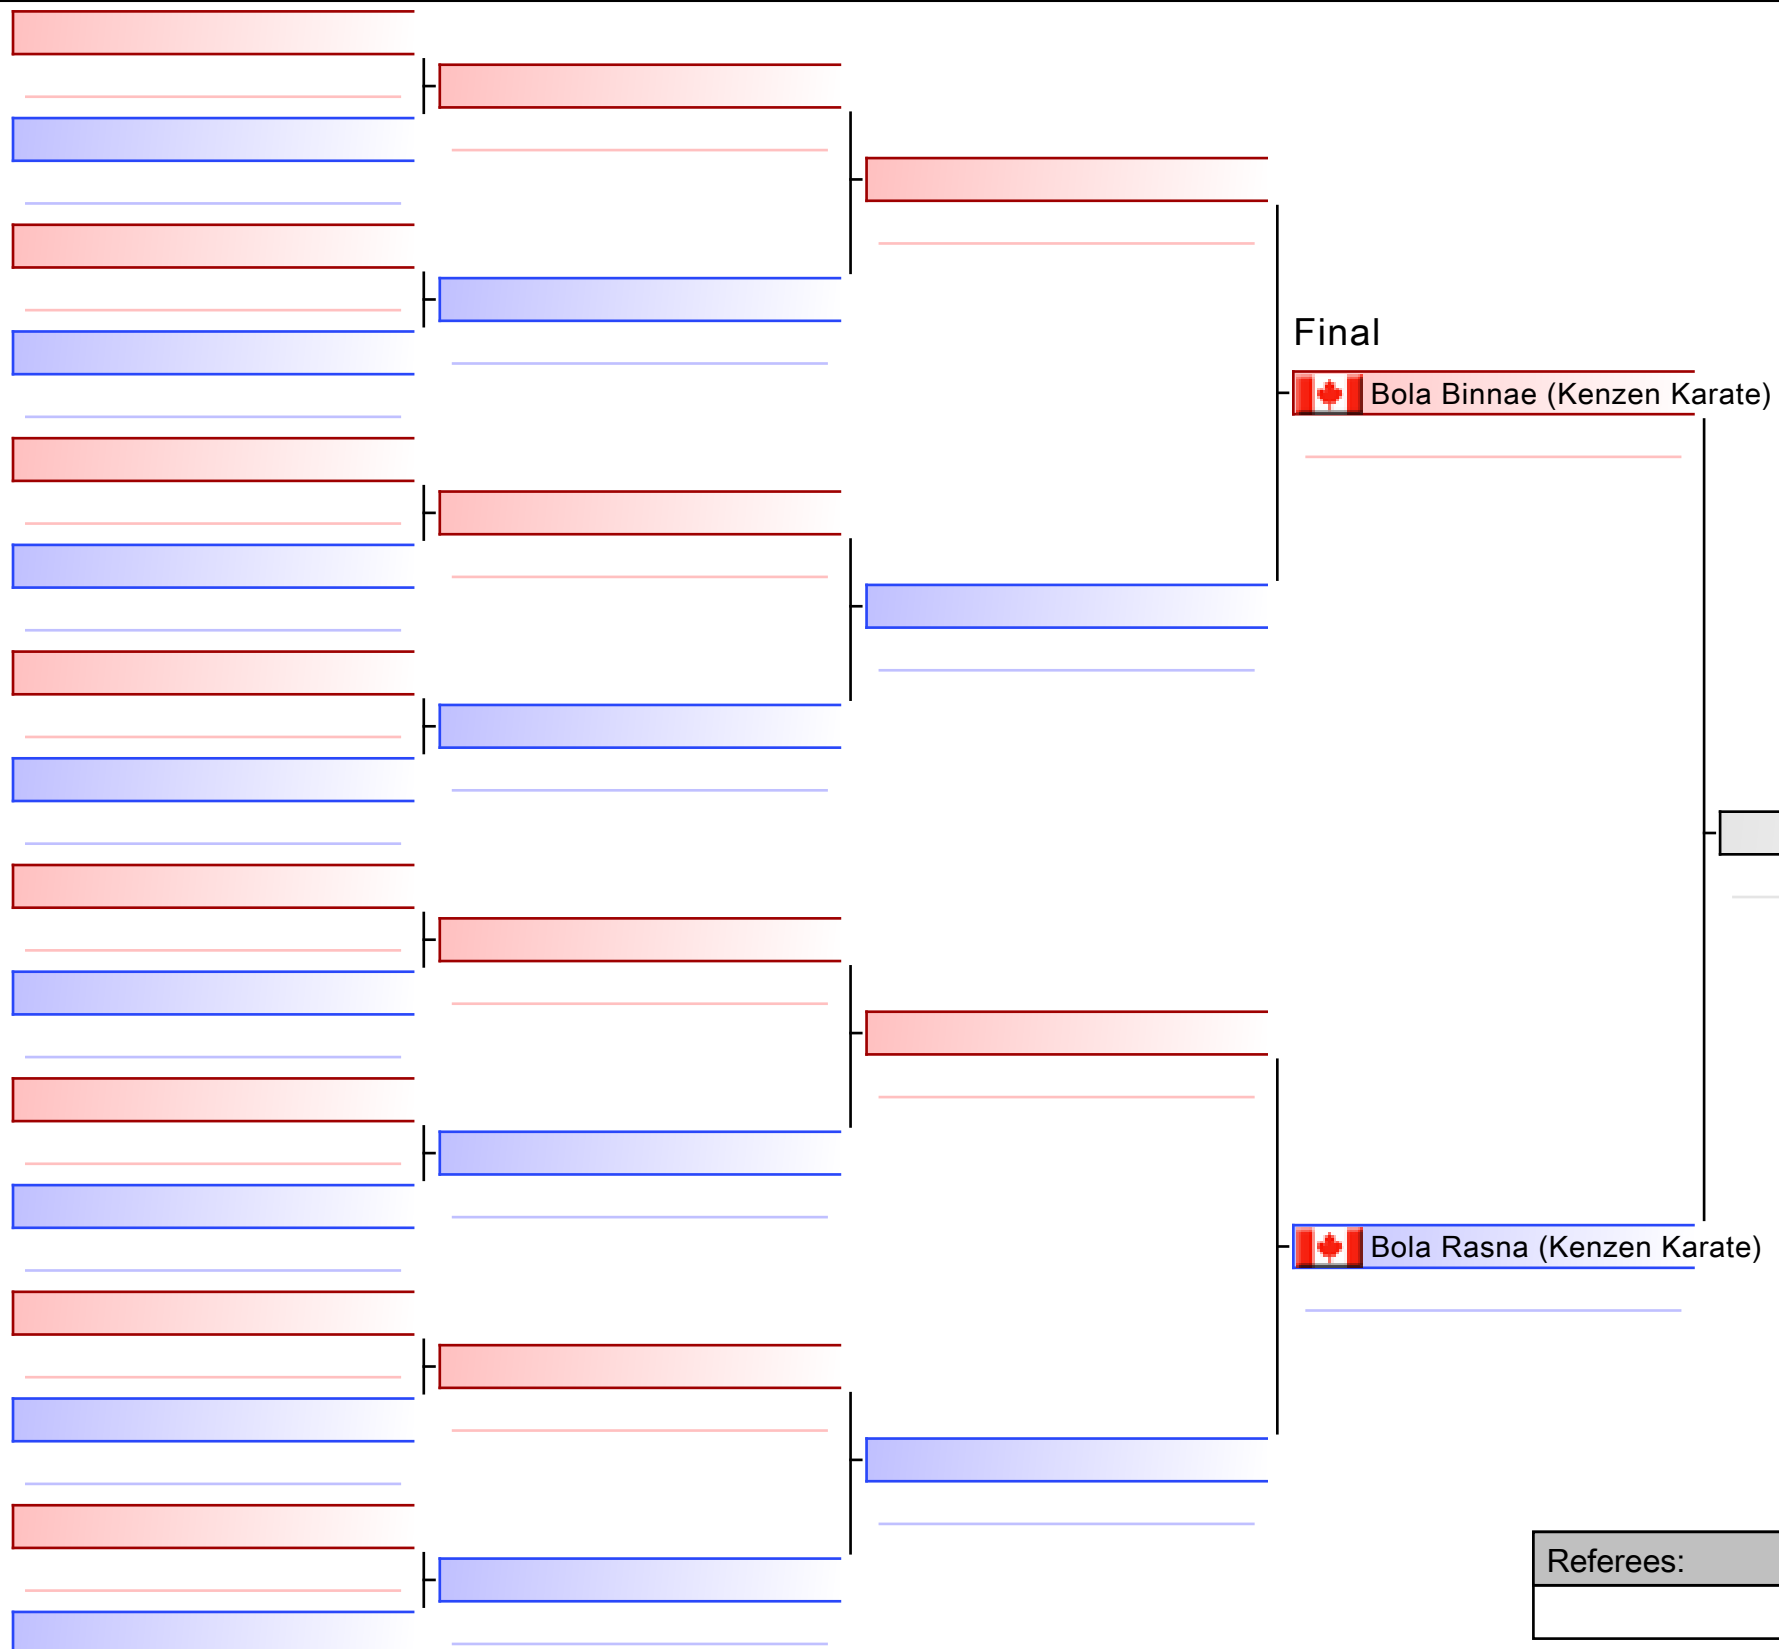 Final
Bola Binnae (Kenzen Karate)
Bola Rasna (Kenzen Karate)
Referees: